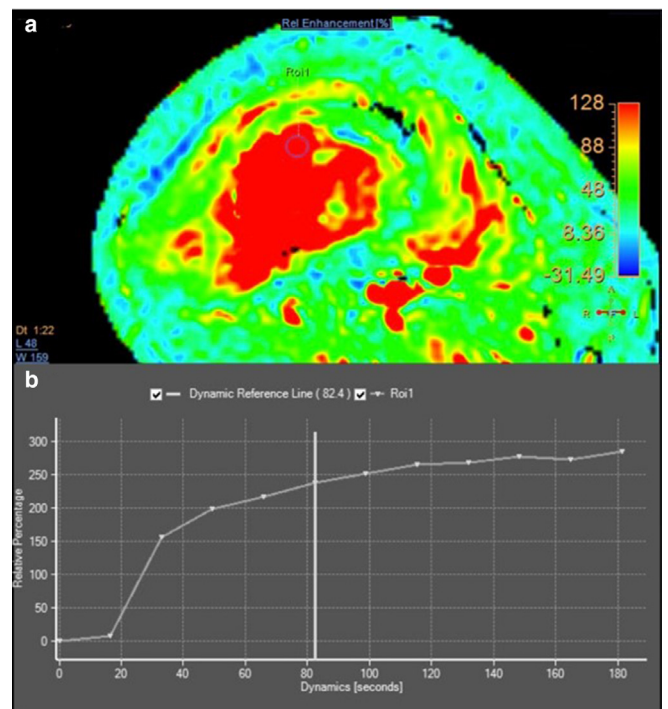 a
Rel Enhancement[%]
Roi1
128
88
48
8.36
-31.49
R L
Dt 1:22
L 48
W 159
b
Dynamic Reference Line ( 82.4 ) Roi1
Relative Percentage
300
250
200
150
100
50
0
0 20 40 60 80 100 120 140 160 180
Dynamics [seconds]